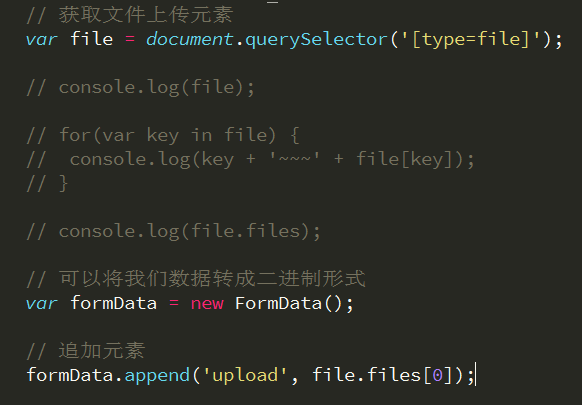 // 获取文件上传元素
var file = document.querySelector('[type=file]');
// console.log(file);
// for(var key in file) {
//  console.log(key + '~~~' + file[key]);
// }
// console.log(file.files);
// 可以将我们数据转成二进制形式
var formData = new FormData();
// 追加元素
formData.append('upload', file.files[0]);